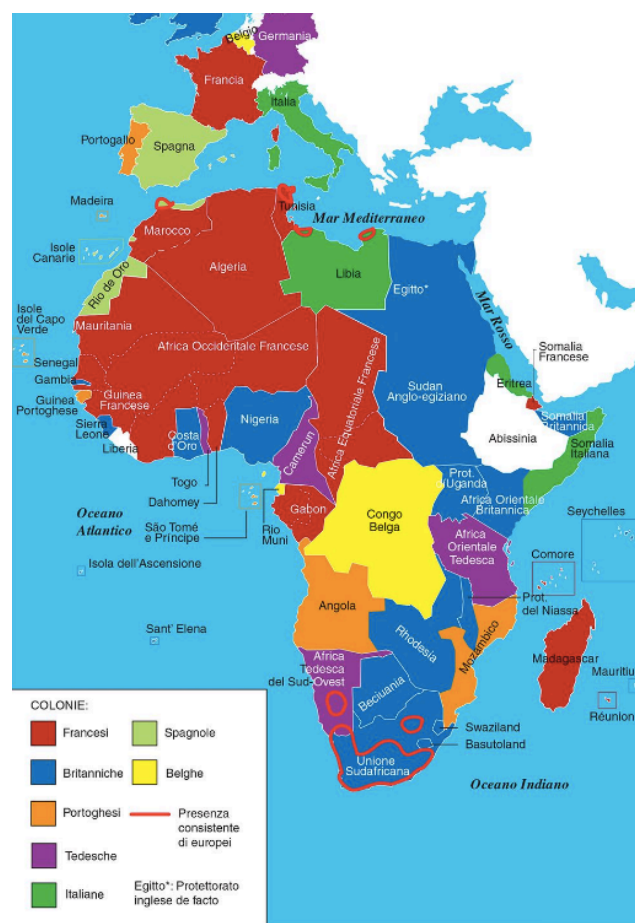 Belgio
Germania
Francia
Italia
Portogallo
Spagna
Madeira
Tunisia
Mar Mediterraneo
Marocco
Isole
Canarie
Algeria
Libia
Egitto*
Rio de Oro
Mar Rosso
Isole
del Capo
Verde
Mauritania
Africa Occidentale Francese
Somalia
Francese
Senegal
Gambia
Eritrea
Guinea
Portoghese
Guinea
Francese
Africa Equatoriale Francese
Sudan
Anglo-egiziano
Somalia
Britannica
Nigeria
Sierra
Leone
Costa
d'Oro
Camerun
Abissinia
Liberia
Somalia
Italiana
Togo
Prot.
d'Uganda
Africa Orientale
Britannica
Dahomey
Oceano
Atlantico
Gabon
Congo
Belga
Seychelles
São Tomé
e Príncipe
Rio
Muni
Africa
Orientale
Tedesca
Comore
Isola dell'Ascensione
Prot.
del Niassa
Angola
Sant' Elena
Rhodesia
Mozambico
Madagascar
Africa
Tedesca
del Sud-Ovest
Mauritiu
Beciuania
Réunion
COLONIE:
Swaziland
Basutoland
Francesi
Spagnole
Unione
Sudafricana
Britanniche
Belghe
Oceano Indiano
Portoghesi
Presenza
consistente
di europei
Tedesche
Italiane
Egitto*: Protettorato
inglese de facto